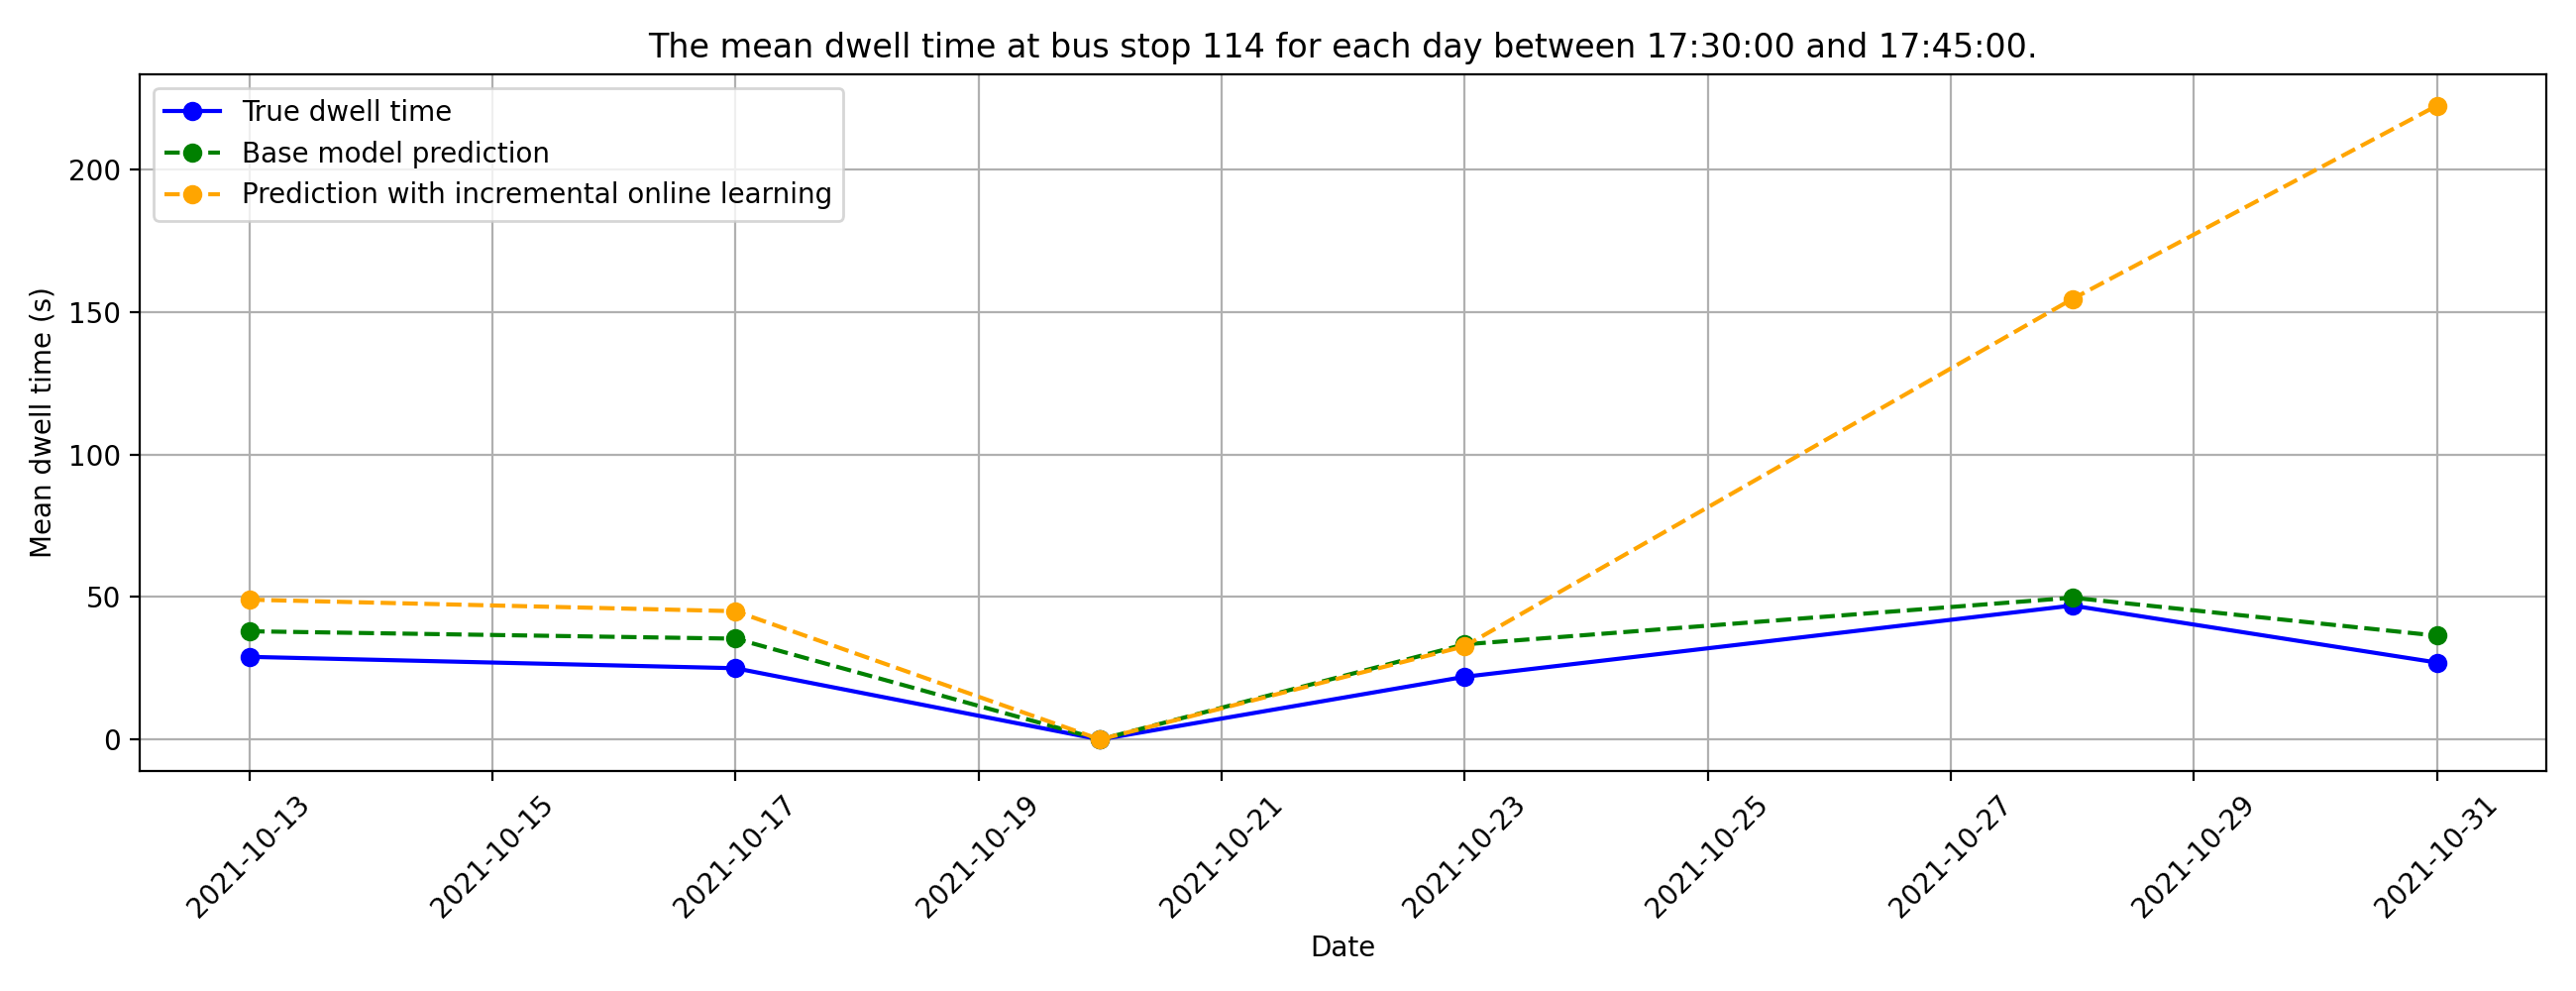 The mean dwell time at bus stop 114 for each day between 17:30:00 and 17:45:00.
True dwell time
Base model prediction
Prediction with incremental online learning
Mean dwell time (s)
200
150
100
50
0
2021-10-13
2021-10-15
2021-10-17
2021-10-19
2021-10-21
2021-10-23
2021-10-25
2021-10-27
2021-10-29
2021-10-31
Date